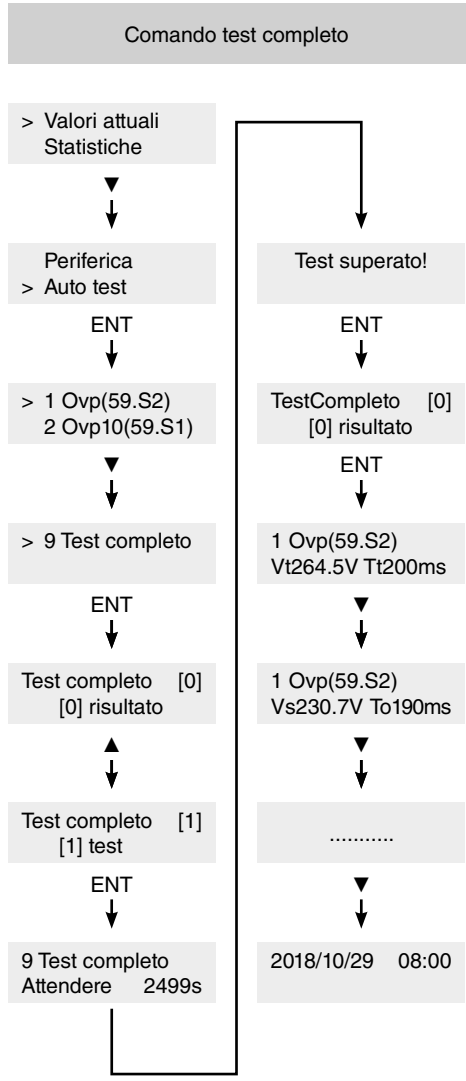 Comando test completo
> Valori attuali
Statistiche
▼
Periferica
> Auto test
ENT
> 1 Ovp(59.S2)
2 Ovp10(59.S1)
▼
> 9 Test completo
ENT
Test completo [0]
[0] risultato
▲
Test completo [1]
[1] test
ENT
9 Test completo
Attendere 2499s
Test superato!
ENT
TestCompleto [0]
[0] risultato
ENT
1 Ovp(59.S2)
Vt264.5V Tt200ms
▼
1 Ovp(59.S2)
Vs230.7V To190ms
▼
...........
▼
2018/10/29 08:00